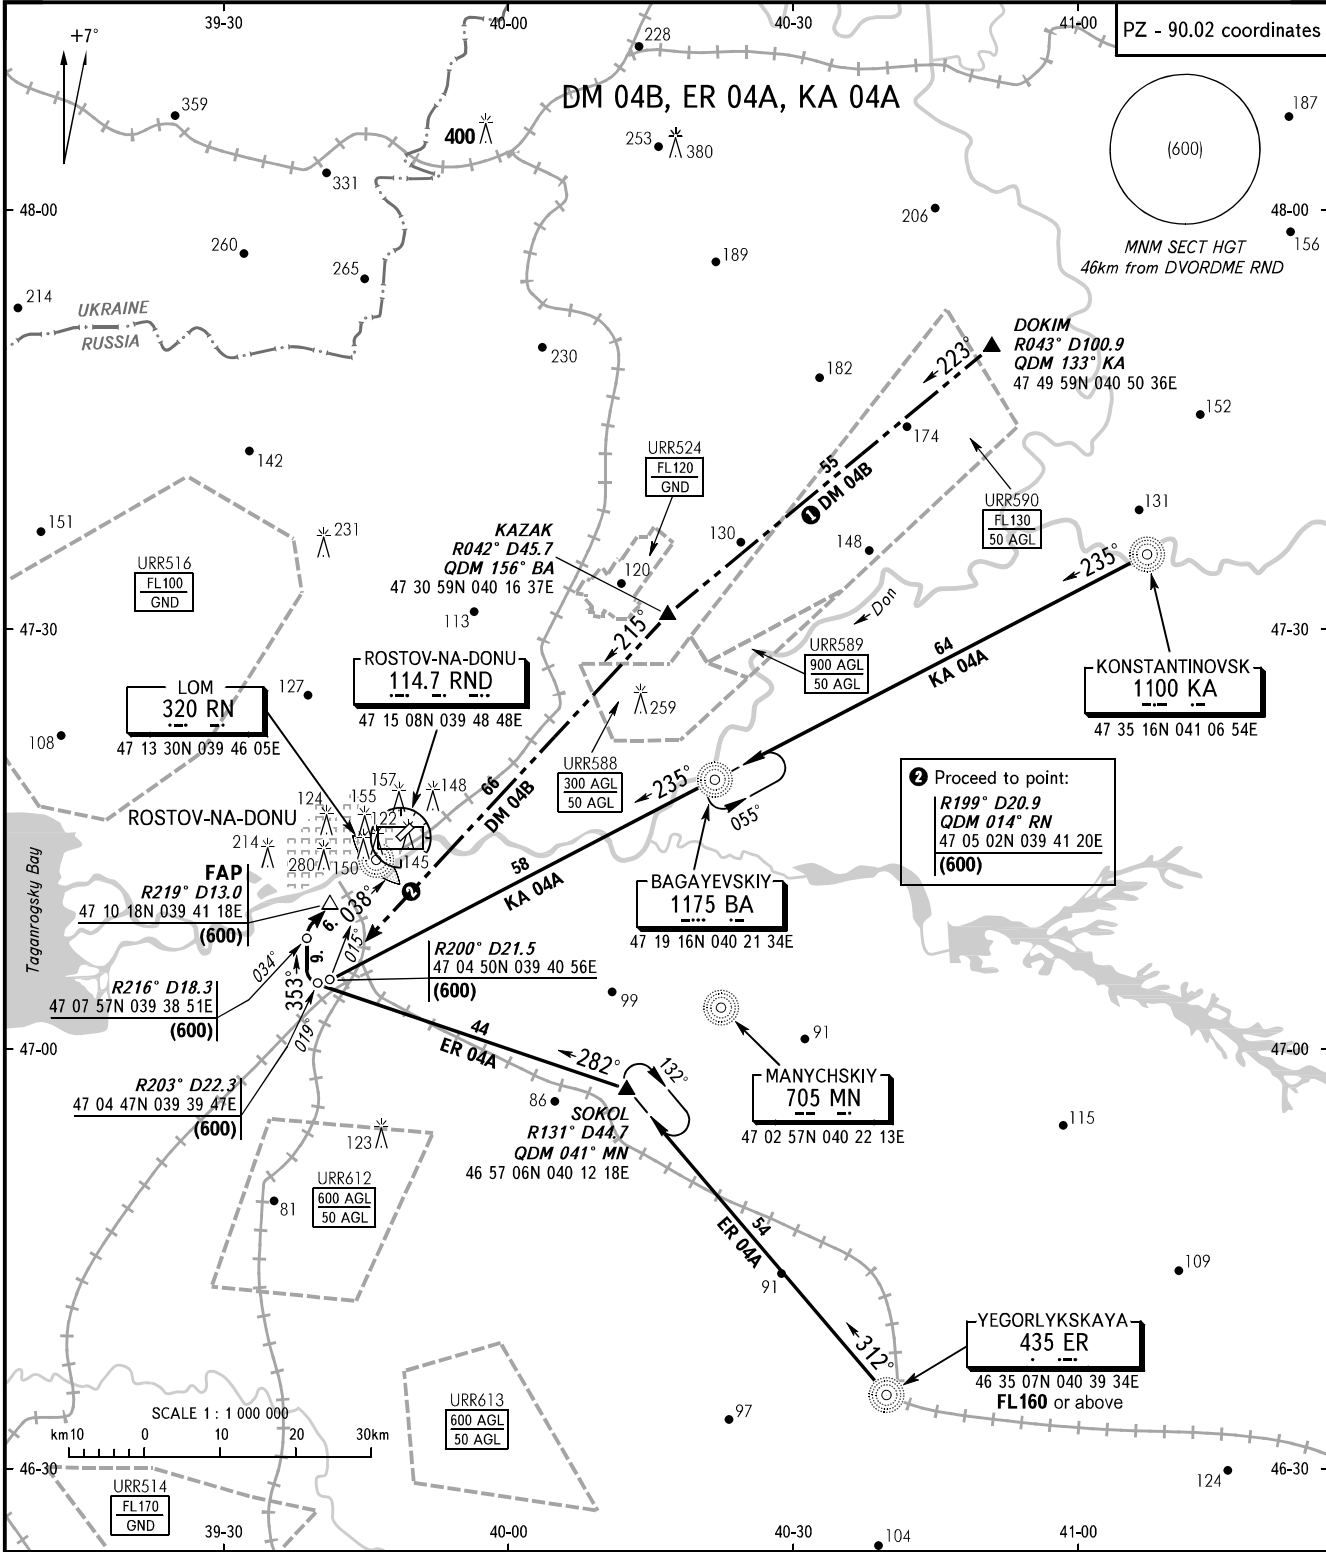 39-30
40-00
40-30
41-00
PZ - 90.02 coordinates
+7°
228
DM 04B, ER 04A, KA 04A
359
400
253
380
187
(600)
331
48-00
206
48-00
260
265
189
156
MNM SECT HGT
46km from DVORDME RND
214
UKRAINE
RUSSIA
230
DOKIM
R043° D100.9
QDM 133° KA
47 49 59N 040 50 36E
223°
182
152
174
142
URR524
FL120
GND
55
1 DM 04B
URR590
FL130
50 AGL
131
151
231
KAZAK
R042° D45.7
QDM 156° BA
47 30 59N 040 16 37E
130
148
URR516
FL100
GND
120
235°
Don
113
215°
47-30
47-30
URR589
900 AGL
50 AGL
64
KA 04A
ROSTOV-NA-DONU
114.7 RND
47 15 08N 039 48 48E
KONSTANTINOVSK
1100 KA
47 35 16N 041 06 54E
LOM
320 RN
47 13 30N 039 46 05E
127
259
108
URR588
300 AGL
50 AGL
66
DM 04B
235°
055°
2 Proceed to point:
R199° D20.9
QDM 014° RN
47 05 02N 039 41 20E
(600)
157
148
124
155
122
ROSTOV-NA-DONU
214
280
150
145
58
KA 04A
FAP
R219° D13.0
47 10 18N 039 41 18E
(600)
038°
2
BAGAYEVSKIY
1175 BA
47 19 16N 040 21 34E
Taganrogsky Bay
6.
9.
015°
034°
353°
019°
R200° D21.5
47 04 50N 039 40 56E
(600)
R216° D18.3
47 07 57N 039 38 51E
(600)
99
91
47-00
47-00
44
ER 04A
282°
132°
R203° D22.3
47 04 47N 039 39 47E
(600)
MANYCHSKIY
705 MN
47 02 57N 040 22 13E
86
SOKOL
R131° D44.7
QDM 041° MN
46 57 06N 040 12 18E
115
123
URR612
600 AGL
50 AGL
81
54
ER 04A
91
109
312°
YEGORLYKSKAYA
435 ER
46 35 07N 040 39 34E
FL160 or above
URR613
600 AGL
50 AGL
97
SCALE 1 : 1 000 000
km10 0 10 20 30km
46-30
46-30
URR514
FL170
GND
124
39-30
40-00
40-30
41-00
104